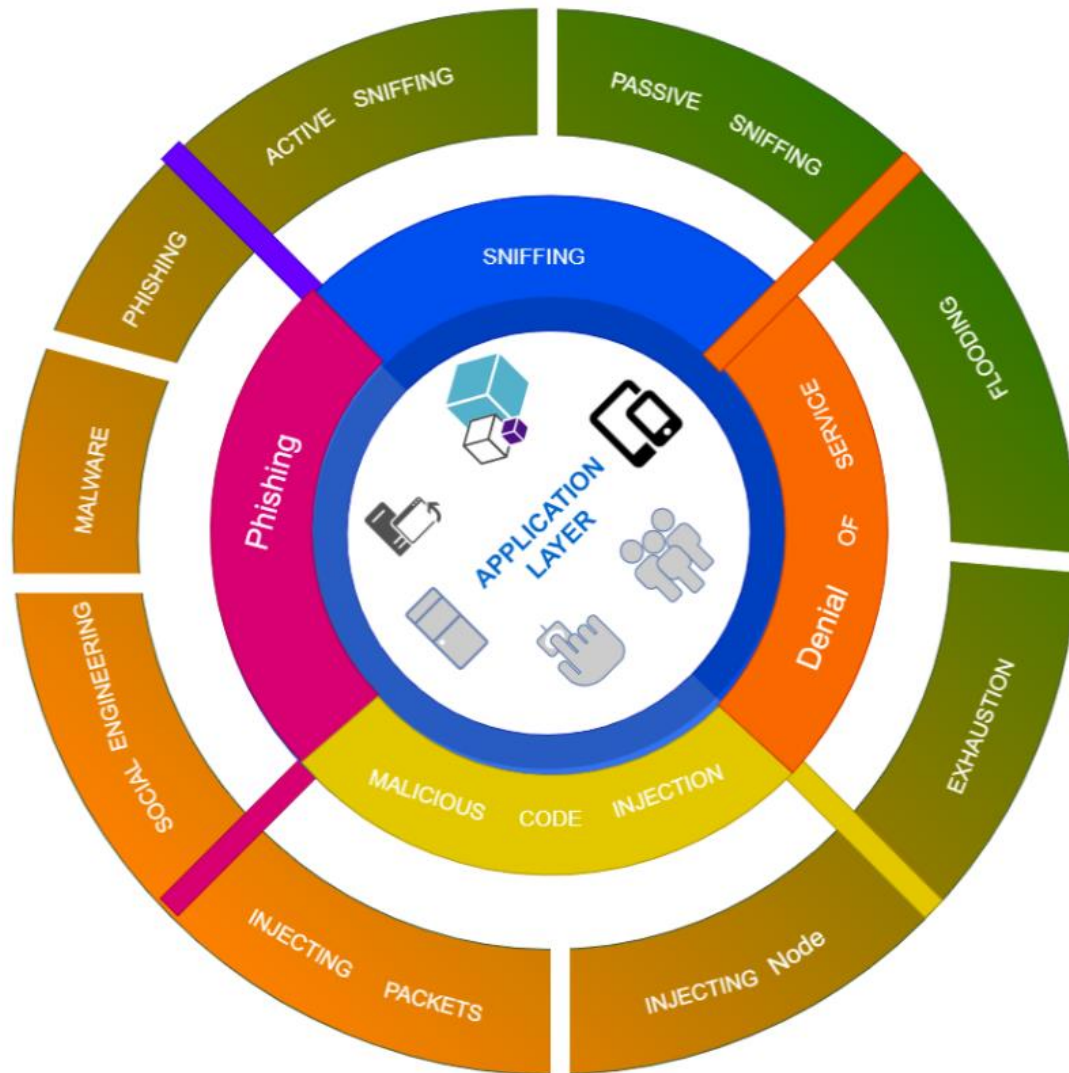 ACTIVE SNIFFING
PASSIVE SNIFFING
PHISHING
SNIFFING
FLOODING
MALWARE
Phishing
APPLICATION
LAYER
Denial OF SERVICE
SOCIAL ENGINEERING
MALICIOUS CODE INJECTION
EXHAUSTION
INJECTING PACKETS
INJECTING Node